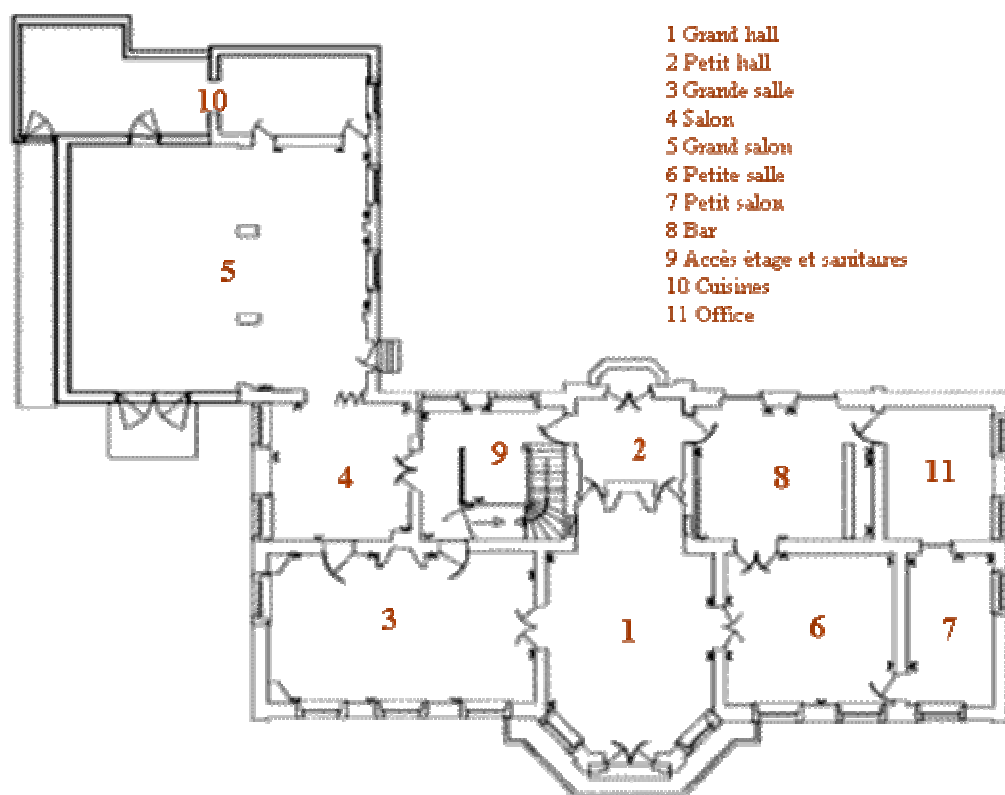 1 Grand hall
2 Petit hall
3 Grande salle
4 Salon
5 Grand salon
6 Petite salle
7 Petit salon
8 Bar
9 Accès étage et sanitaires
10 Cuisines
11 Office
10
5
4
9
2
8
11
3
1
6
7